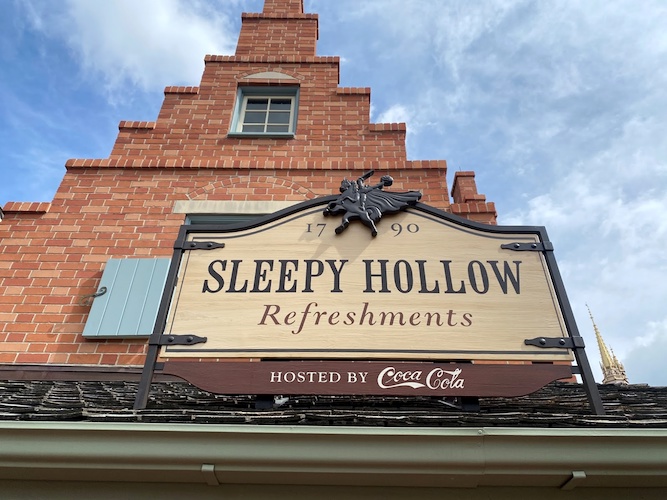 1790
SLEEPY HOLLOW
Refreshments
HOSTED BY Coca Cola